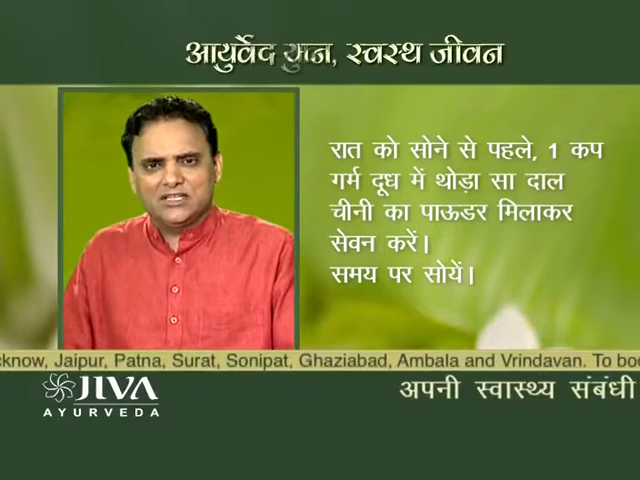 आयुर्वेद युक्त, स्वस्थ जीवन
रात को सोने से पहले, 1 कप
गर्म दूध में थोड़ा सा दाल
चीनी का पाऊडर मिलाकर
सेवन करें।
समय पर सोयें।
cknow, Jaipur, Patna, Surat, Sonipat, Ghaziabad, Ambala and Vrindavan. To boo
JIVA
AYURVEDA
अपनी स्वास्थ्य संबंधी